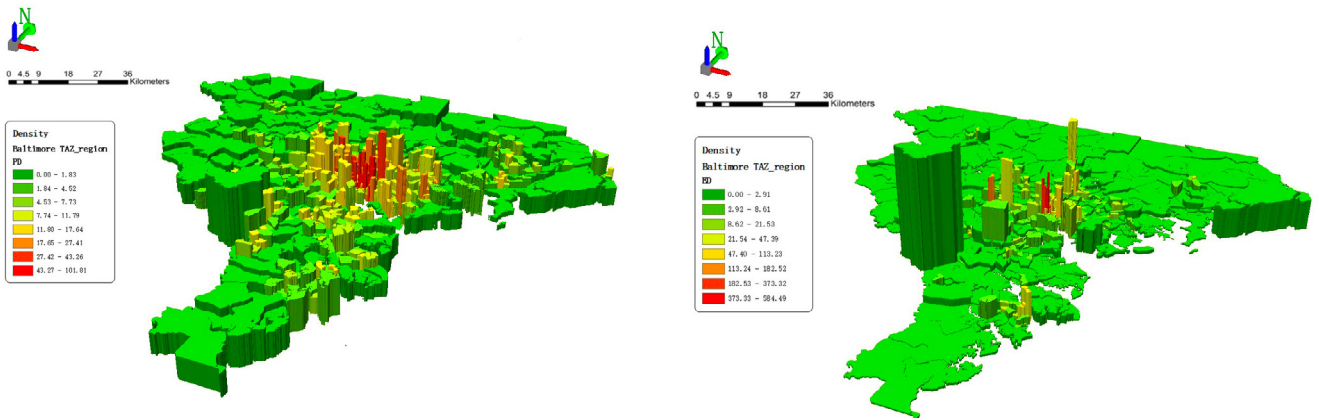 N
0 4.5 9 18 27 36
Kilometers
Density
Baltimore TAZ_region
PD
0.00 - 1.83
1.84 - 4.52
4.53 - 7.73
7.74 - 11.79
11.80 - 17.64
17.65 - 27.41
27.42 - 43.26
43.27 - 101.81
N
0 4.5 9 18 27 36
Kilometers
Density
Baltimore TAZ_region
ED
0.00 - 2.91
2.92 - 8.61
8.62 - 21.53
21.54 - 47.39
47.40 - 113.23
113.24 - 182.52
182.53 - 373.32
373.33 - 584.49